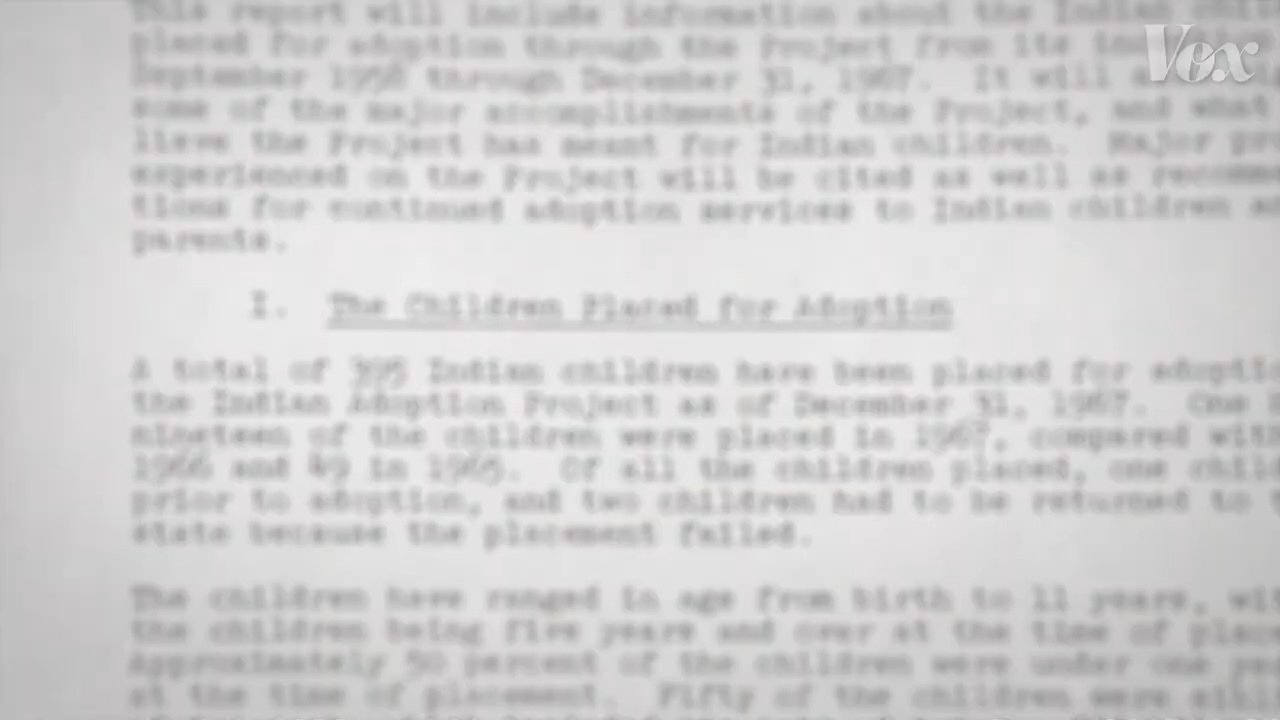 This report will include information about the Indian
placed for adoption through the Project from its
September 1958 through December 31, 1967. It will
some of the major accomplishments of the Project, and what
lieve the Project has meant for Indian children. Major
experienced on the Project will be cited as well as
tions for continued adoption services to Indian children
parents.
I. The Children Placed for Adoption
A total of 395 Indian children have been placed for
the Indian Adoption Project as of December 31, 1967. One
nineteen of the children were placed in 1967, compared
1966 and 49 in 1965. Of all the children placed, one
prior to adoption, and two children had to be returned to
state because the placement failed.
The children have ranged in age from birth to 11 years,
the children being five years and over at the time of
Approximately 50 percent of the children were under one
at the time of placement. Fifty of the children were
Vox